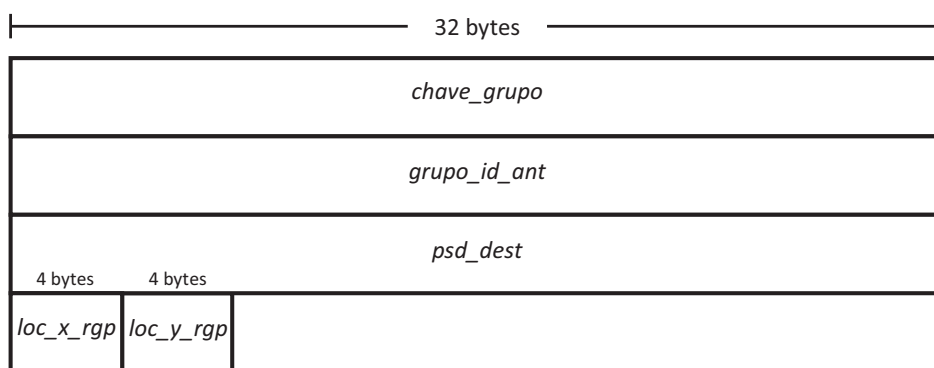 32 bytes
chave_grupo
grupo_id_ant
psd_dest
4 bytes 4 bytes
loc_x_rgp loc_y_rgp